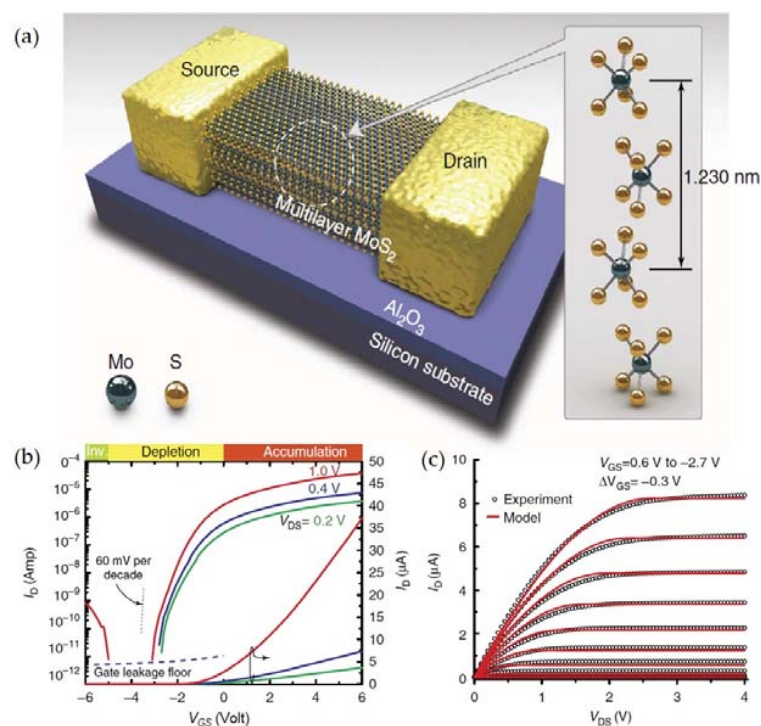 (a)
Source
Drain
Multilayer MoS₂
Al₂O₃
Silicon substrate
Mo
S
1.230 nm
(b)
Inv.
Depletion
Accumulation
10⁻⁴
10⁻⁵
10⁻⁶
10⁻⁷
10⁻⁸
10⁻⁹
10⁻¹⁰
10⁻¹¹
10⁻¹²
I_D (Amp)
1.0 V
0.4 V
V_DS= 0.2 V
60 mV per
decade
Gate leakage floor
50
45
40
35
30
25
20
15
10
5
0
I_D (μA)
−6
−4
−2
0
2
4
6
V_GS (Volt)
(c)
V_GS=0.6 V to −2.7 V
ΔV_GS= −0.3 V
Experiment
Model
10
8
6
4
2
0
I_D (μA)
0
1
2
3
4
V_DS (V)